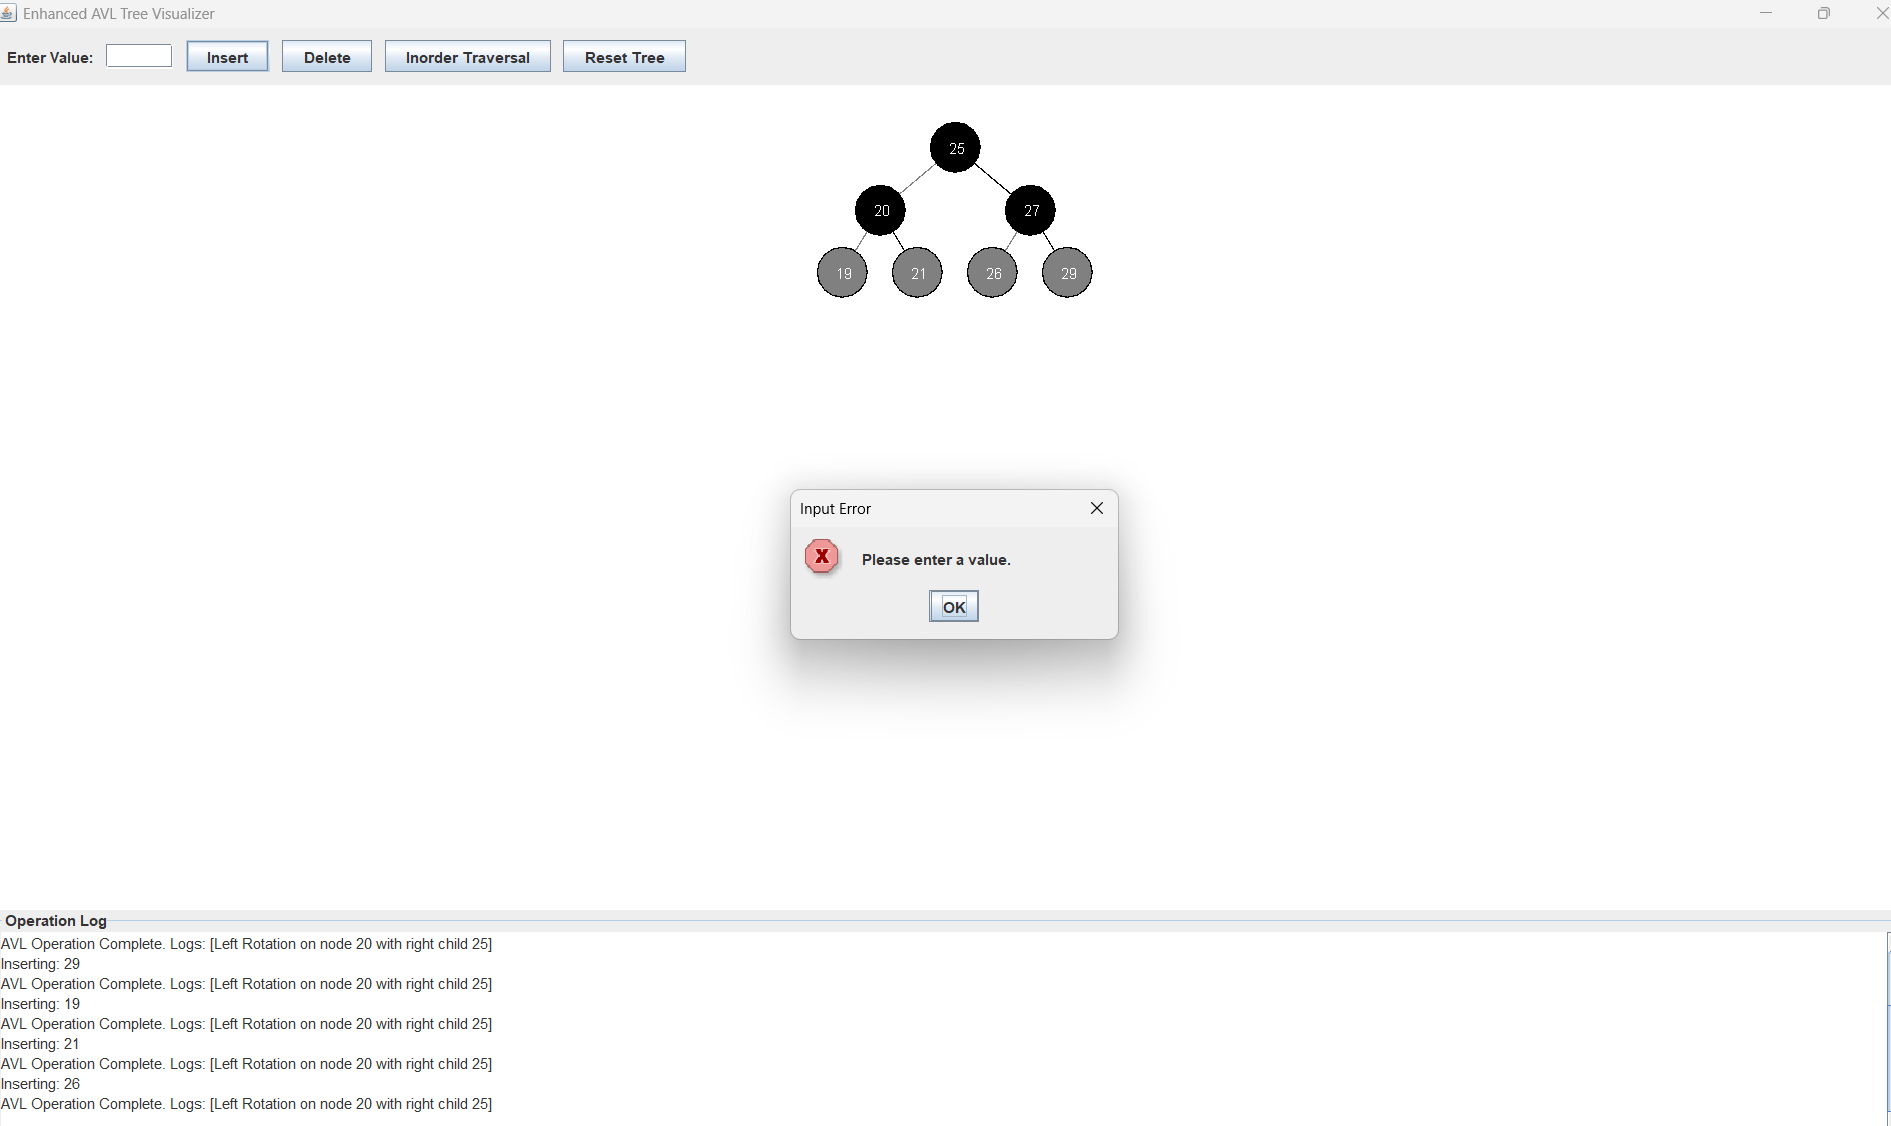 Enhanced AVL Tree Visualizer
Enter Value: Insert Delete Inorder Traversal Reset Tree
25
20 27
19 21 26 29
Input Error
X
Please enter a value.
OK
Operation Log
AVL Operation Complete. Logs: [Left Rotation on node 20 with right child 25]
Inserting: 29
AVL Operation Complete. Logs: [Left Rotation on node 20 with right child 25]
Inserting: 19
AVL Operation Complete. Logs: [Left Rotation on node 20 with right child 25]
Inserting: 21
AVL Operation Complete. Logs: [Left Rotation on node 20 with right child 25]
Inserting: 26
AVL Operation Complete. Logs: [Left Rotation on node 20 with right child 25]